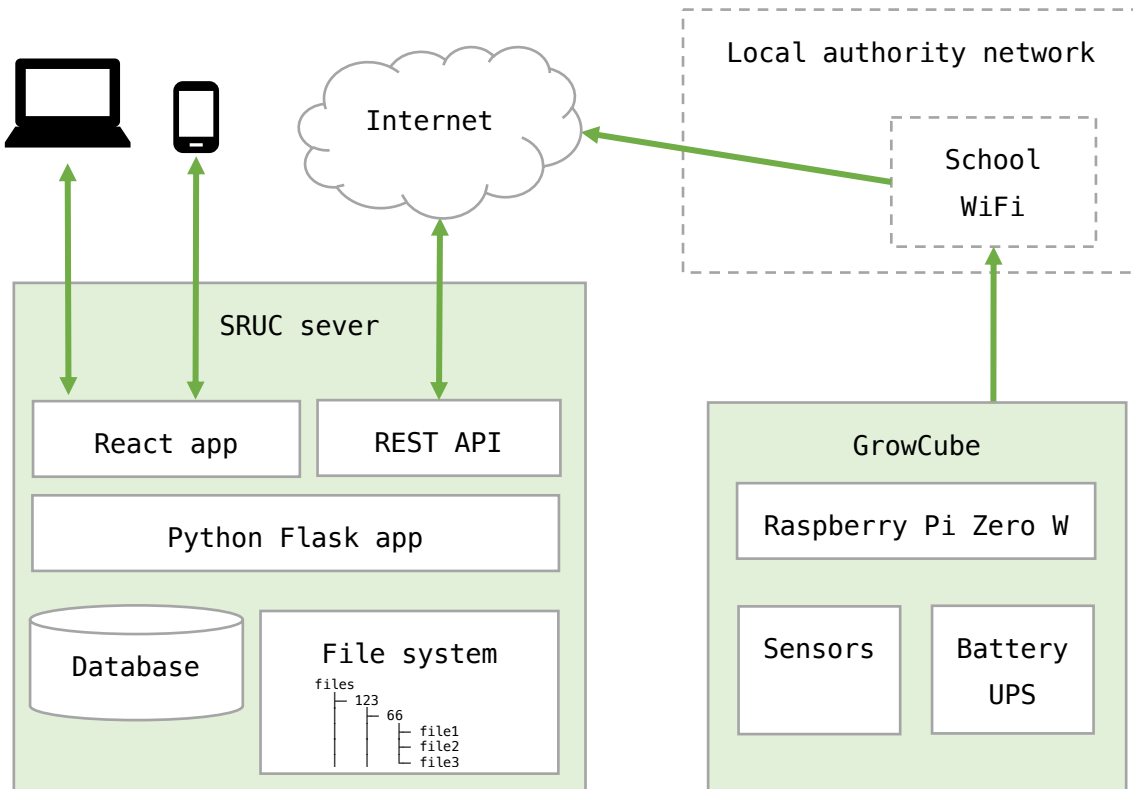 Internet
Local authority network
School
WiFi
SRUC sever
React app
REST API
Python Flask app
Database
File system
files
123
66
file1
file2
file3
GrowCube
Raspberry Pi Zero W
Sensors
Battery
UPS